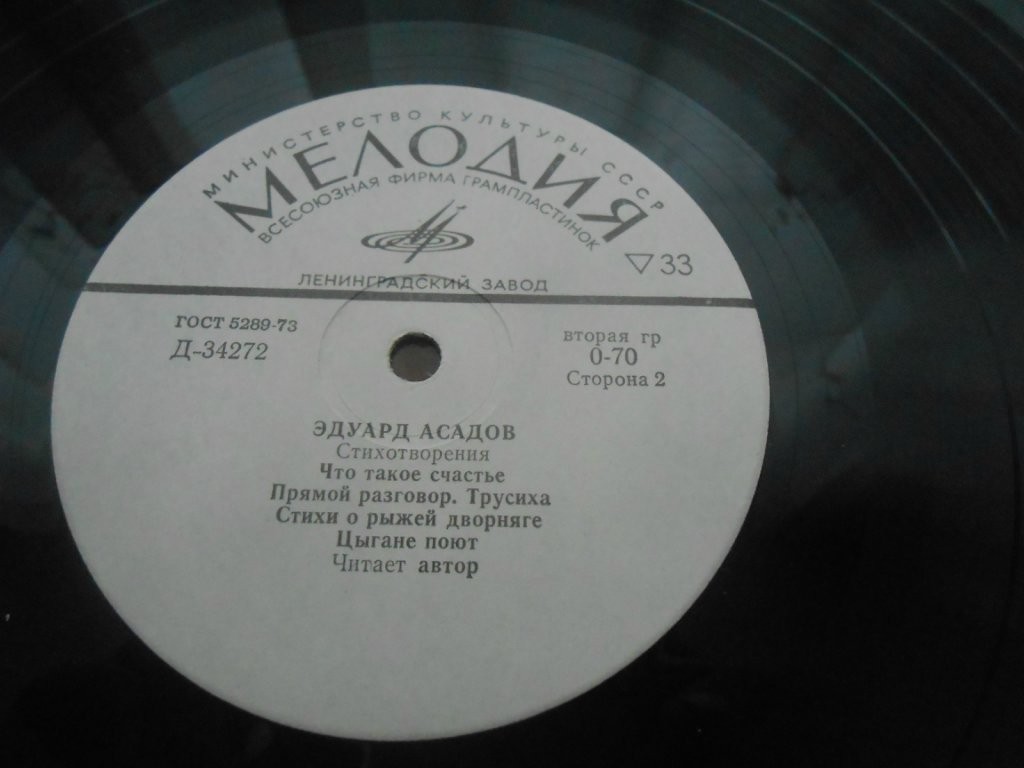 МИНИСТЕРСТВО КУЛЬТУРЫ СССР
МЕЛОДИЯ
ВСЕСОЮЗНАЯ ФИРМА ГРАМПЛАСТИНОК
▽33
ЛЕНИНГРАДСКИЙ ЗАВОД
ГОСТ 5289-73
Д-34272
вторая гр
0-70
Сторона 2
ЭДУАРД АСАДОВ
Стихотворения
Что такое счастье
Прямой разговор. Трусиха
Стихи о рыжей дворняге
Цыгане поют
Читает автор